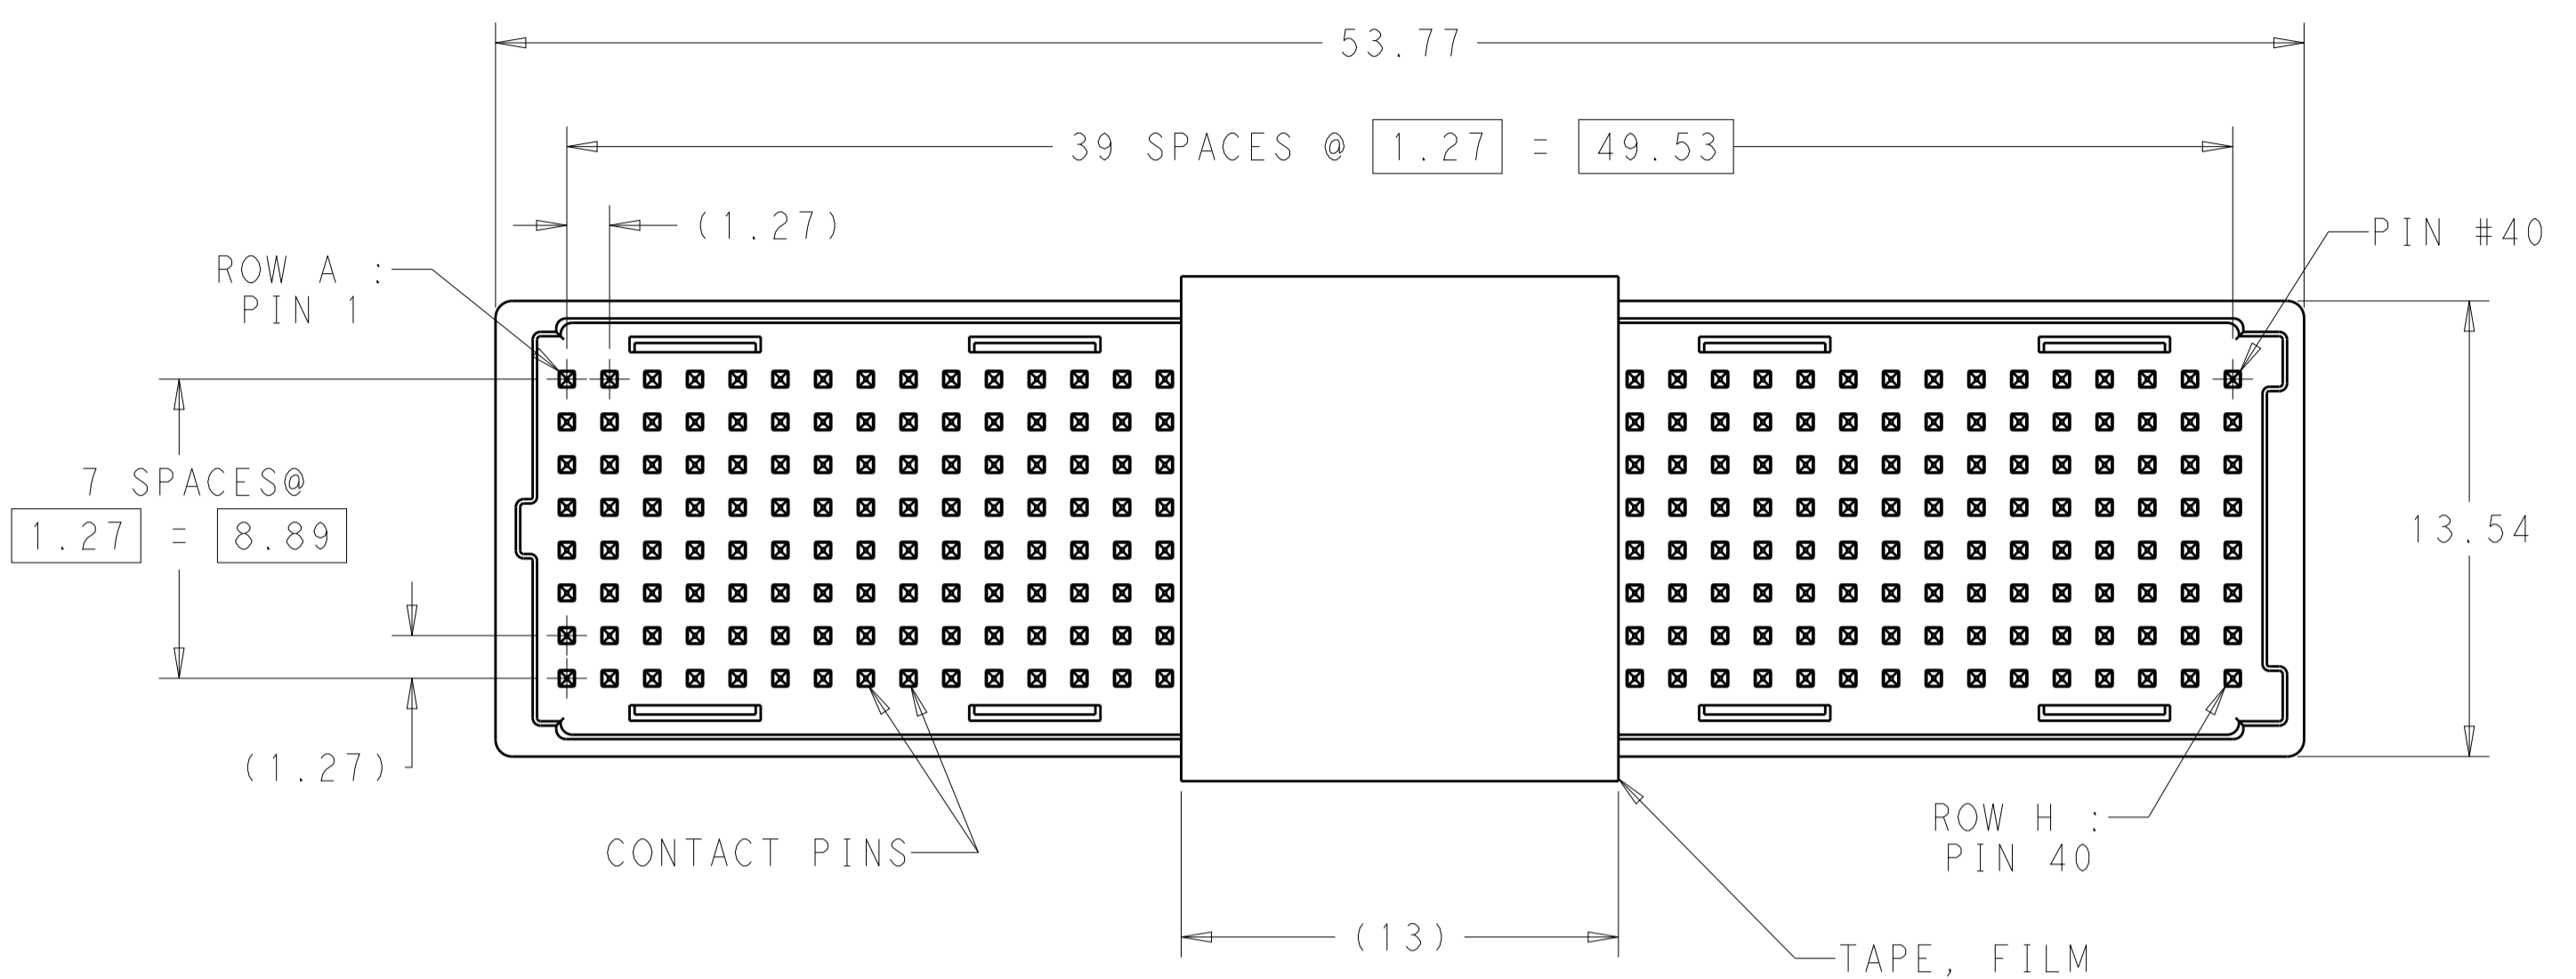 53.77
39 SPACES @ 1.27 = 49.53
(1.27)
PIN #40
ROW A :
PIN 1
7 SPACES@
1.27 = 8.89
13.54
(1.27)
CONTACT PINS
ROW H :
PIN 40
(13)
TAPE, FILM